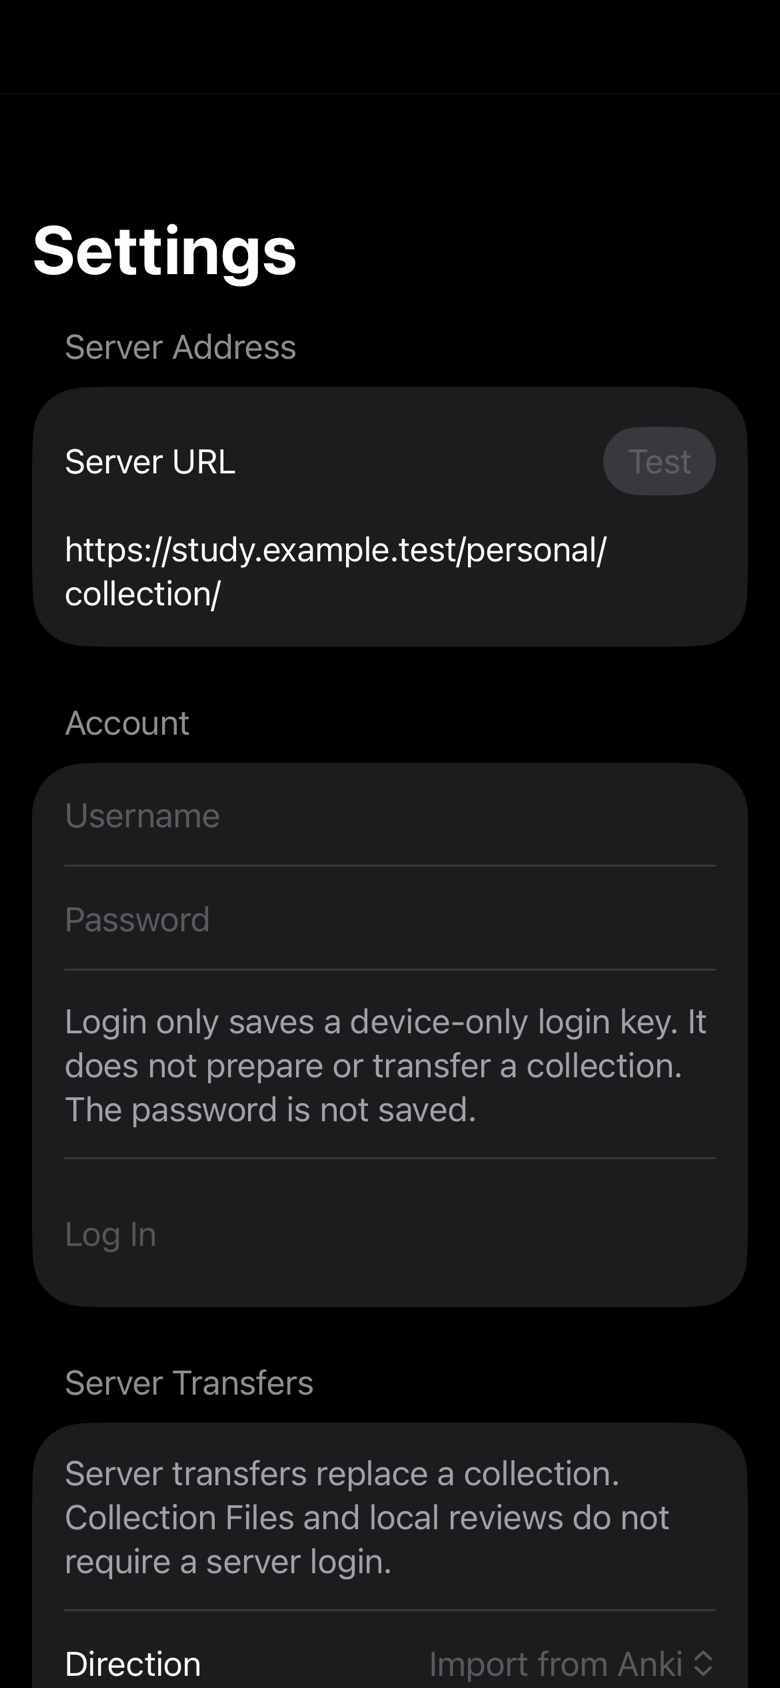 Settings
Server Address
Server URL
Test
https://study.example.test/personal/
collection/
Account
Username
Password
Login only saves a device-only login key. It
does not prepare or transfer a collection.
The password is not saved.
Log In
Server Transfers
Server transfers replace a collection.
Collection Files and local reviews do not
require a server login.
Direction
Import from Anki